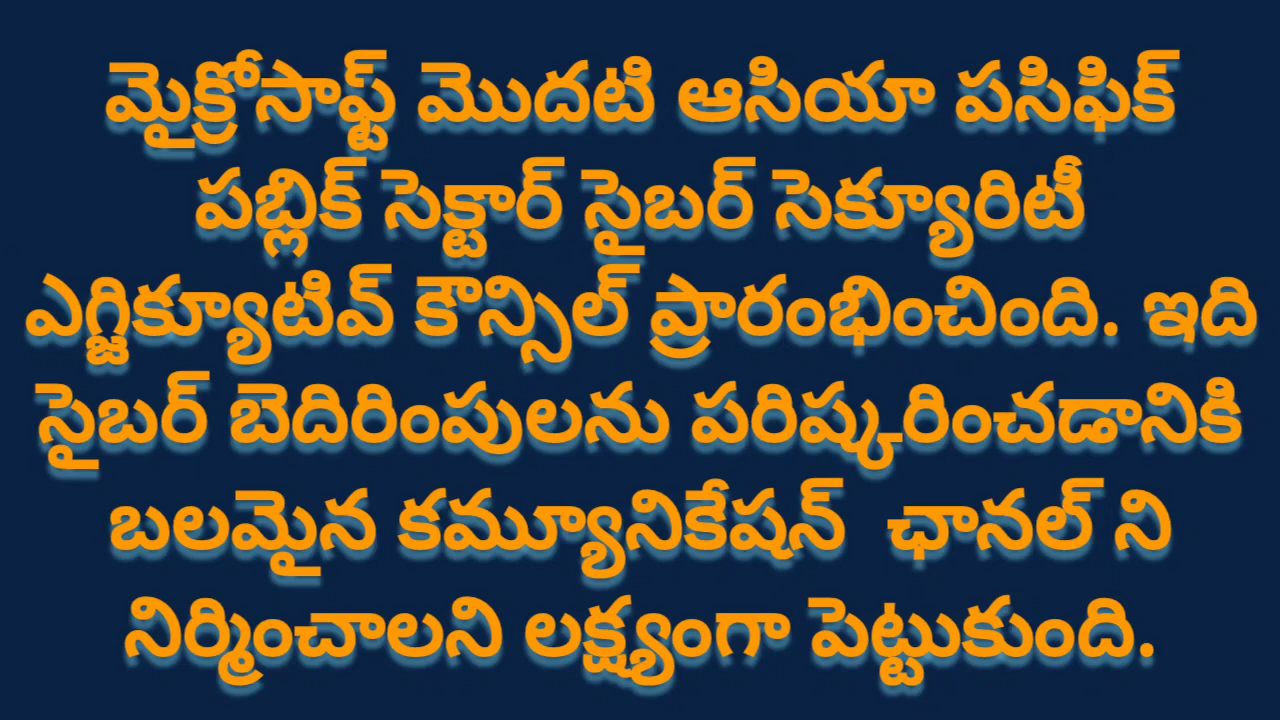 మైక్రోసాఫ్ట్ మొదటి ఆసియా పసిఫిక్
పబ్లిక్ సెక్టార్ సైబర్ సెక్యూరిటీ
ఎగ్జిక్యూటివ్ కౌన్సిల్ ప్రారంభించింది. ఇది
సైబర్ బెదిరింపులను పరిష్కరించడానికి
బలమైన కమ్యూనికేషన్ ఛానల్ ని
నిర్మించాలని లక్ష్యంగా పెట్టుకుంది.